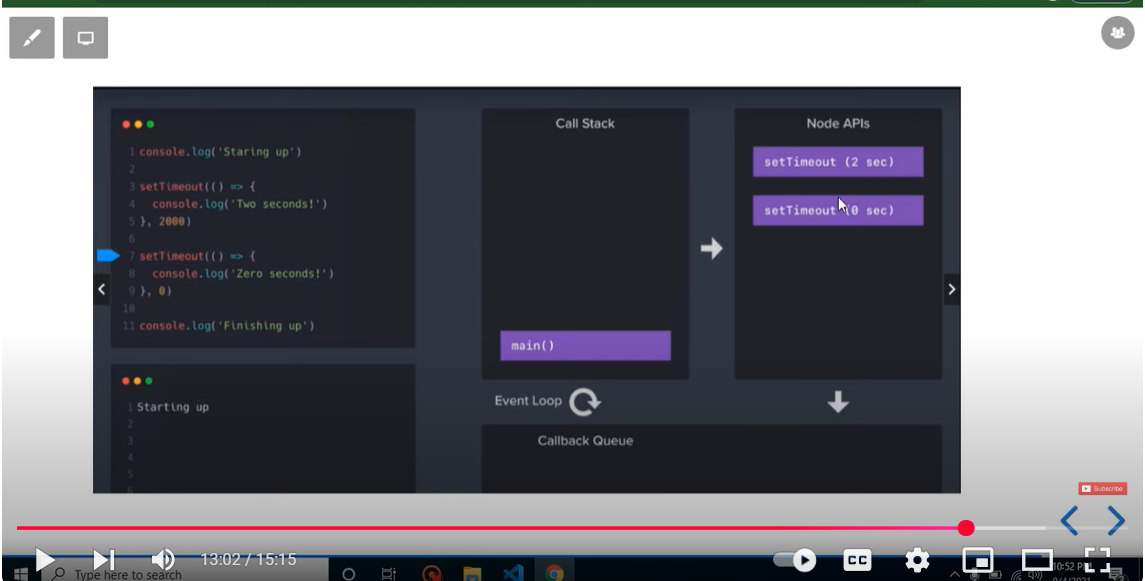 Call Stack
Node APIs
1 console.log('Staring up')
2
3 setTimeout(() => {
4 console.log('Two seconds!')
5 }, 2000)
6
7 setTimeout(() => {
8 console.log('Zero seconds!')
9 }, 0)
10
11 console.log('Finishing up')
setTimeout (2 sec)
setTimeout (0 sec)
main()
Event Loop
Callback Queue
1 Starting up
2
3
4
5
6
Subscribe
13:02 / 15:15
CC
Type here to search
10:52 PM